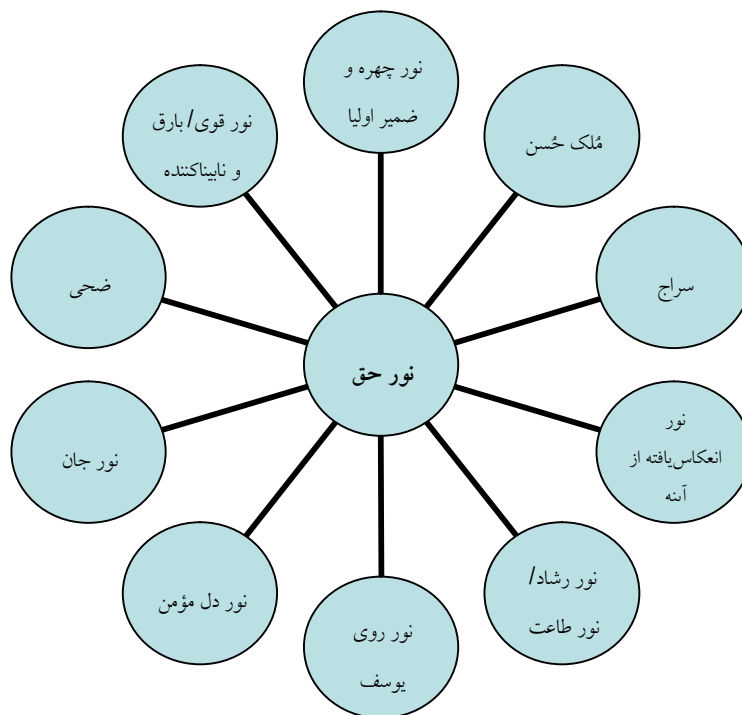 نور چهره و
ضمیر اولیا
مُلک حُسن
سراج
نور
انعکاس‌یافته از
آینه
نور رشاد/
نور طاعت
نور روی
یوسف
نور دل مؤمن
نور جان
ضحی
نور قوی/ بارق
و نابیناکننده
نور حق